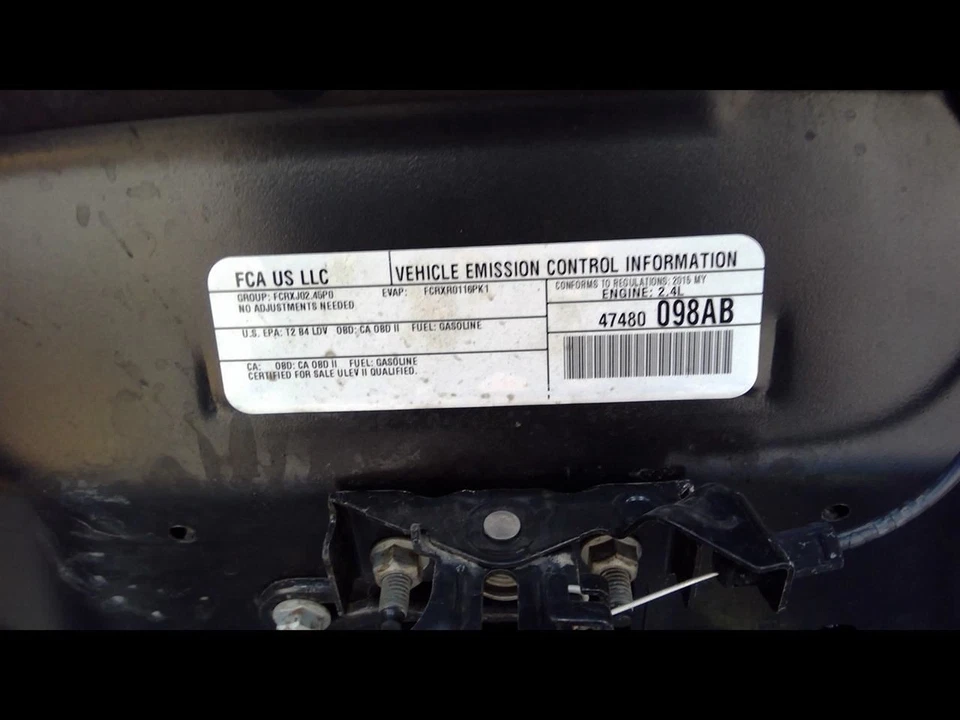 FCA US LLC
VEHICLE EMISSION CONTROL INFORMATION
GROUP: FCRXJ02.45P0 EVAP: FCRXR0116PK1
NO ADJUSTMENTS NEEDED
CONFORMS TO REGULATIONS: 2015 MY
ENGINE: 2.4L
47480 098AB
U.S. EPA: T2 B4 LDV OBD: CA OBD II FUEL: GASOLINE
CA: OBD: CA OBD II FUEL: GASOLINE
CERTIFIED FOR SALE ULEV II QUALIFIED.